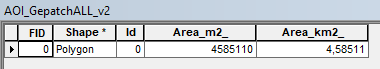 AOI_GepatchALL_v2
FID Shape * Id Area_m2_ Area_km2_
0 Polygon 0 4585110 4,58511